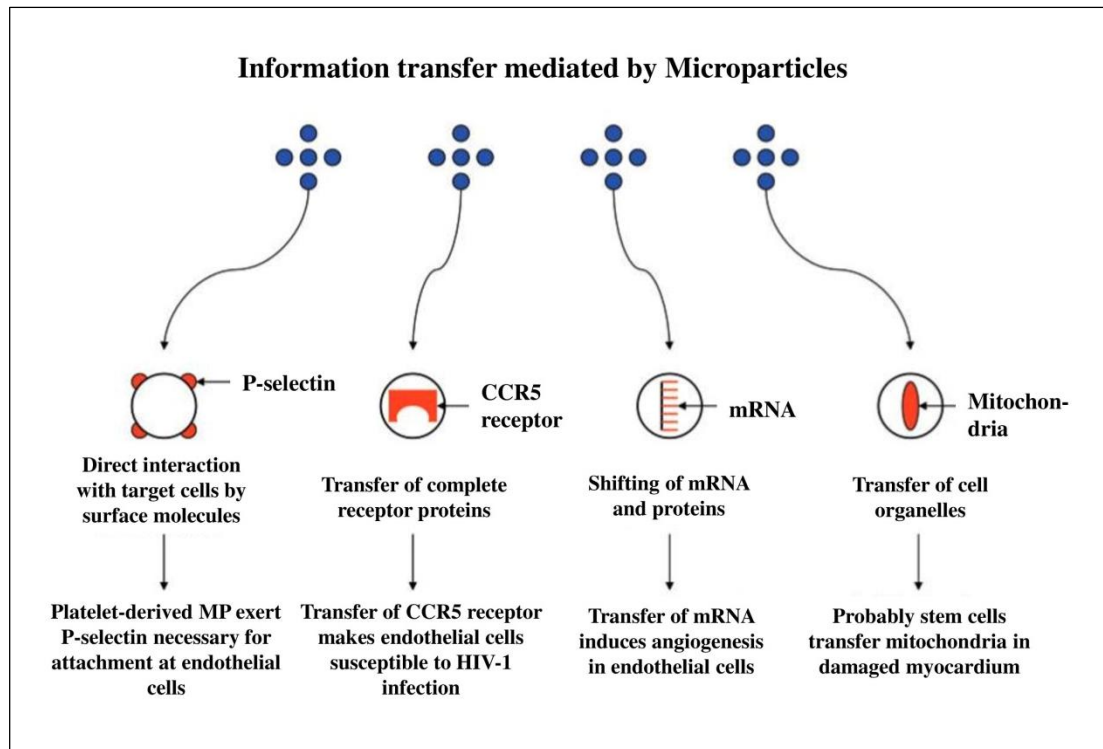 Information transfer mediated by Microparticles
P-selectin
CCR5
receptor
mRNA
Mitochon-
dria
Direct interaction
with target cells by
surface molecules
Transfer of complete
receptor proteins
Shifting of mRNA
and proteins
Transfer of cell
organelles
Platelet-derived MP exert
P-selectin necessary for
attachment at endothelial
cells
Transfer of CCR5 receptor
makes endothelial cells
susceptible to HIV-1
infection
Transfer of mRNA
induces angiogenesis
in endothelial cells
Probably stem cells
transfer mitochondria in
damaged myocardium